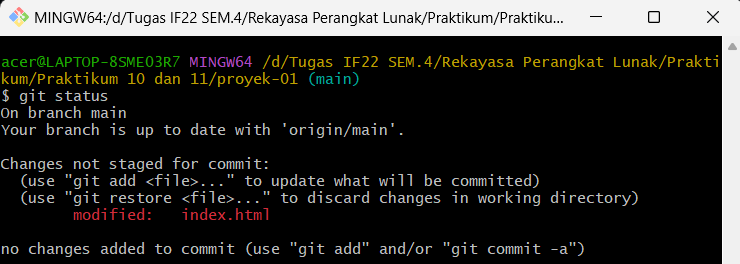 MINGW64:/d/Tugas IF22 SEM.4/Rekayasa Perangkat Lunak/Praktikum/Praktiku...
acer@LAPTOP-8SMEO3R7 MINGW64 /d/Tugas IF22 SEM.4/Rekayasa Perangkat Lunak/Prakti
kum/Praktikum 10 dan 11/proyek-01 (main)
$ git status
On branch main
Your branch is up to date with 'origin/main'.
Changes not staged for commit:
  (use "git add <file>..." to update what will be committed)
  (use "git restore <file>..." to discard changes in working directory)
        modified:   index.html
no changes added to commit (use "git add" and/or "git commit -a")